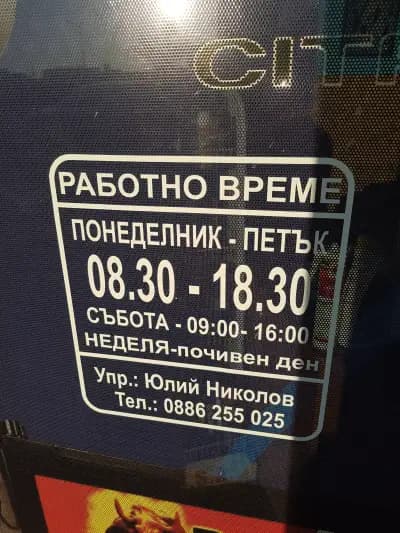 CITI
РАБОТНО ВРЕМЕ
ПОНЕДЕЛНИК - ПЕТЪК
08.30 - 18.30
СЪБОТА - 09:00- 16:00
НЕДЕЛЯ-почивен ден
Упр.: Юлий Николов
Тел.: 0886 255 025